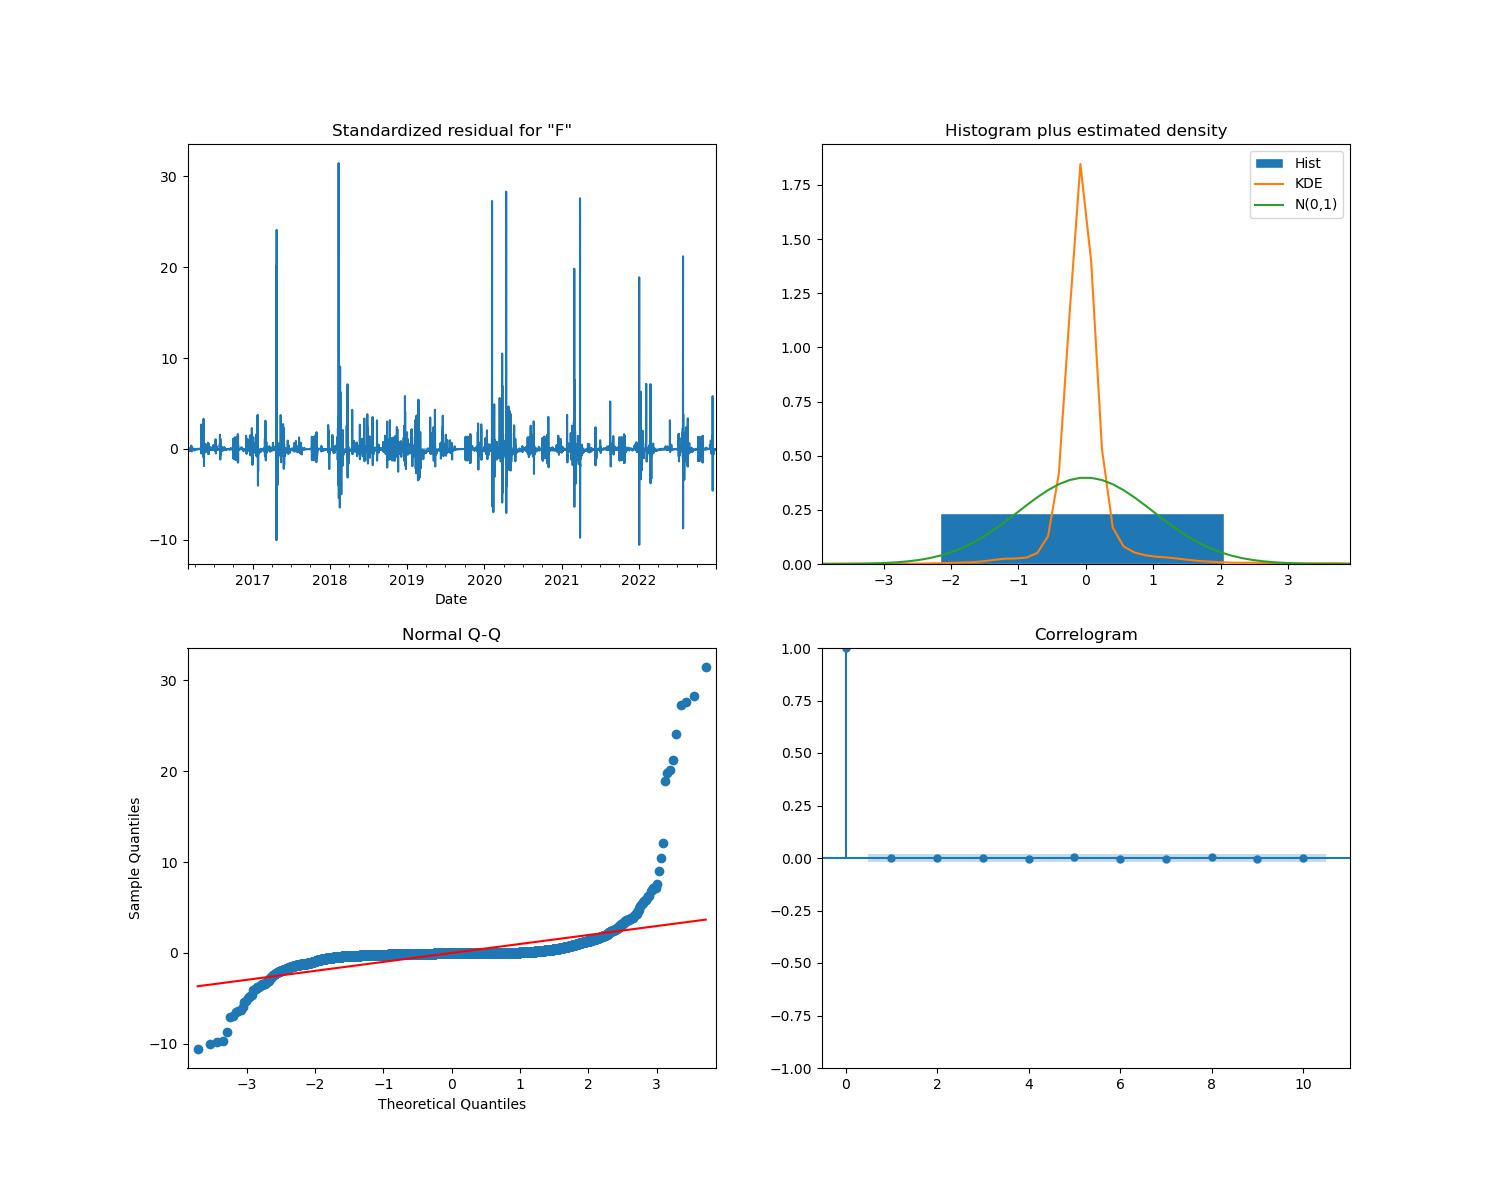 Standardized residual for "F"
30
20
10
0
−10
2017 2018 2019 2020 2021 2022
Date
Histogram plus estimated density
Hist
KDE
N(0,1)
1.75
1.50
1.25
1.00
0.75
0.50
0.25
0.00
−3 −2 −1 0 1 2 3
Normal Q-Q
Sample Quantiles
30
20
10
0
−10
−3 −2 −1 0 1 2 3
Theoretical Quantiles
Correlogram
1.00
0.75
0.50
0.25
0.00
−0.25
−0.50
−0.75
−1.00
0 2 4 6 8 10